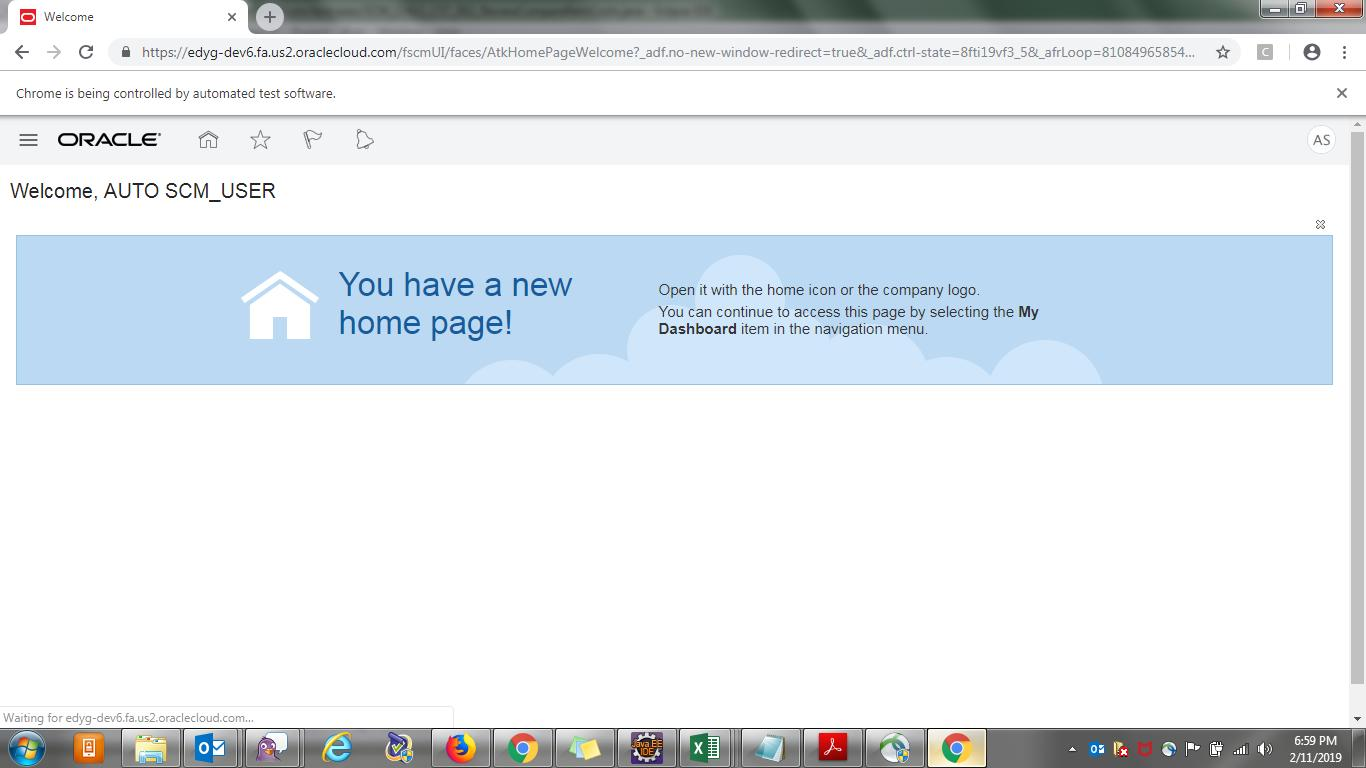 Welcome
https://edyg-dev6.fa.us2.oraclecloud.com/fscmUI/faces/AtkHomePageWelcome?_adf.no-new-window-redirect=true&_adf.ctrl-state=8fti19vf3_5&_afrLoop=81084965854...
C
Chrome is being controlled by automated test software.
ORACLE
AS
Welcome, AUTO SCM_USER
You have a new
home page!
Open it with the home icon or the company logo.
You can continue to access this page by selecting the My
Dashboard item in the navigation menu.
Waiting for edyg-dev6.fa.us2.oraclecloud.com...
Java EE
IDE
6:59 PM
2/11/2019